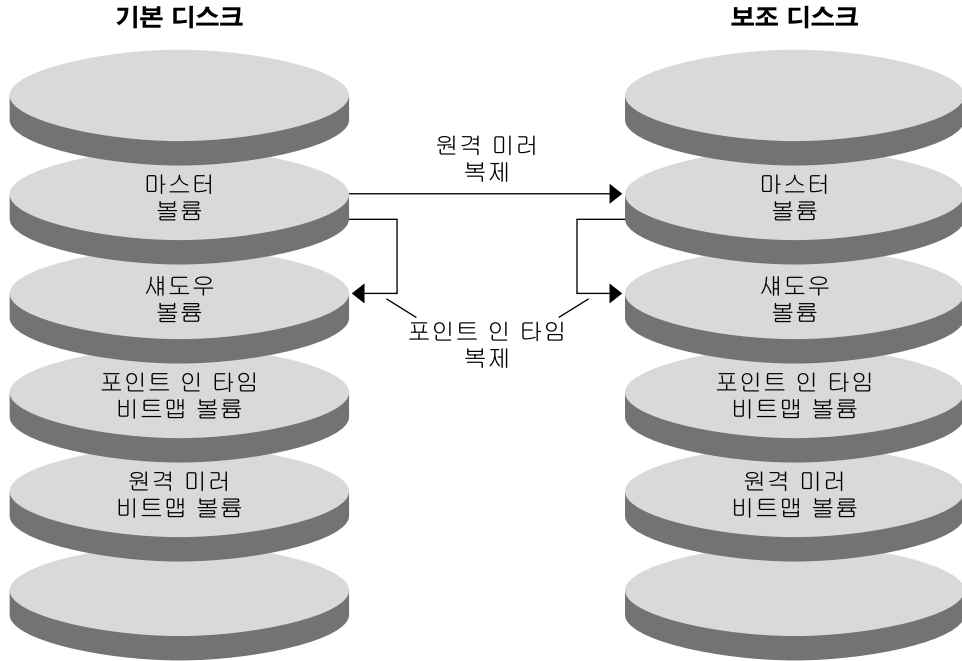 기본 디스크
보조 디스크
원격 미러
복제
마스터
볼륨
마스터
볼륨
섀도우
볼륨
섀도우
볼륨
포인트 인 타임
복제
포인트 인 타임
비트맵 볼륨
포인트 인 타임
비트맵 볼륨
원격 미러
비트맵 볼륨
원격 미러
비트맵 볼륨